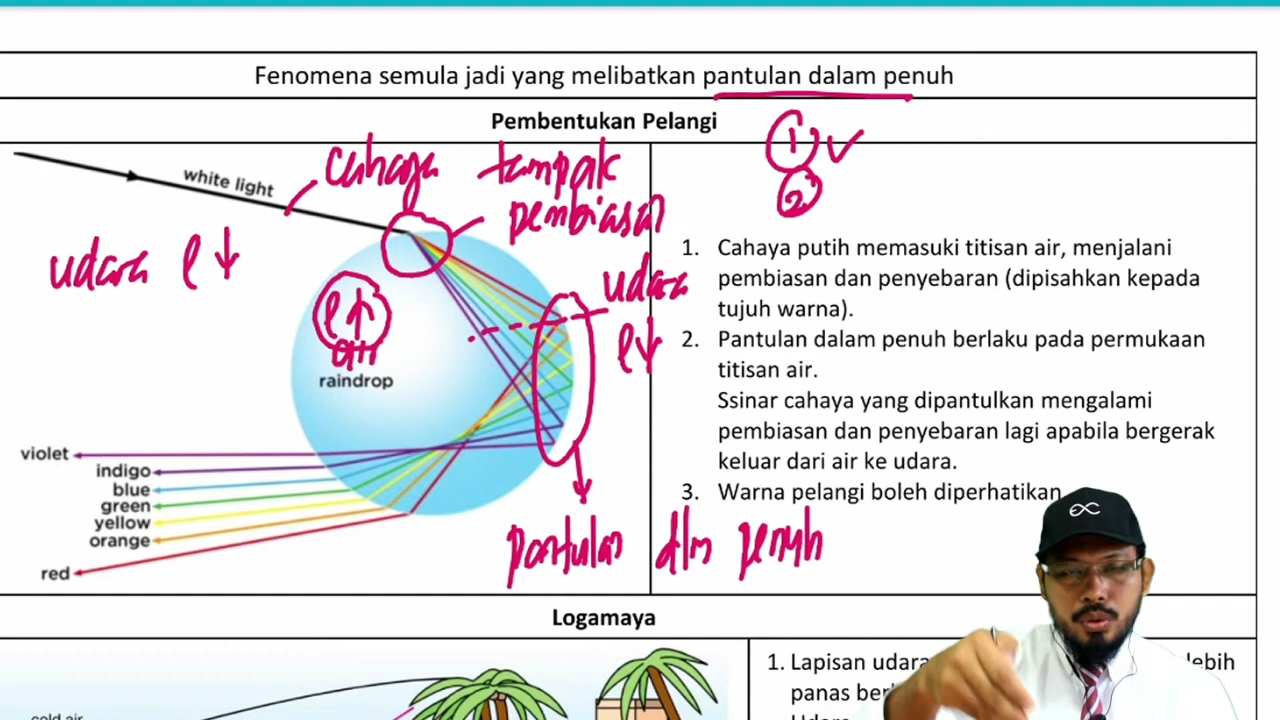 Fenomena semula jadi yang melibatkan pantulan dalam penuh
Pembentukan Pelangi
1 ✓
2
white light
cahaya tampak
pembiasan
udara ρ↓
ρ↑
air
raindrop
udara
ρ↓
violet
indigo
blue
green
yellow
orange
red
pantulan dlm penuh
1. Cahaya putih memasuki titisan air, menjalani
pembiasan dan penyebaran (dipisahkan kepada
tujuh warna).
2. Pantulan dalam penuh berlaku pada permukaan
titisan air.
Ssinar cahaya yang dipantulkan mengalami
pembiasan dan penyebaran lagi apabila bergerak
keluar dari air ke udara.
3. Warna pelangi boleh diperhatikan
Logamaya
cold air
1. Lapisan udara
lebih
panas